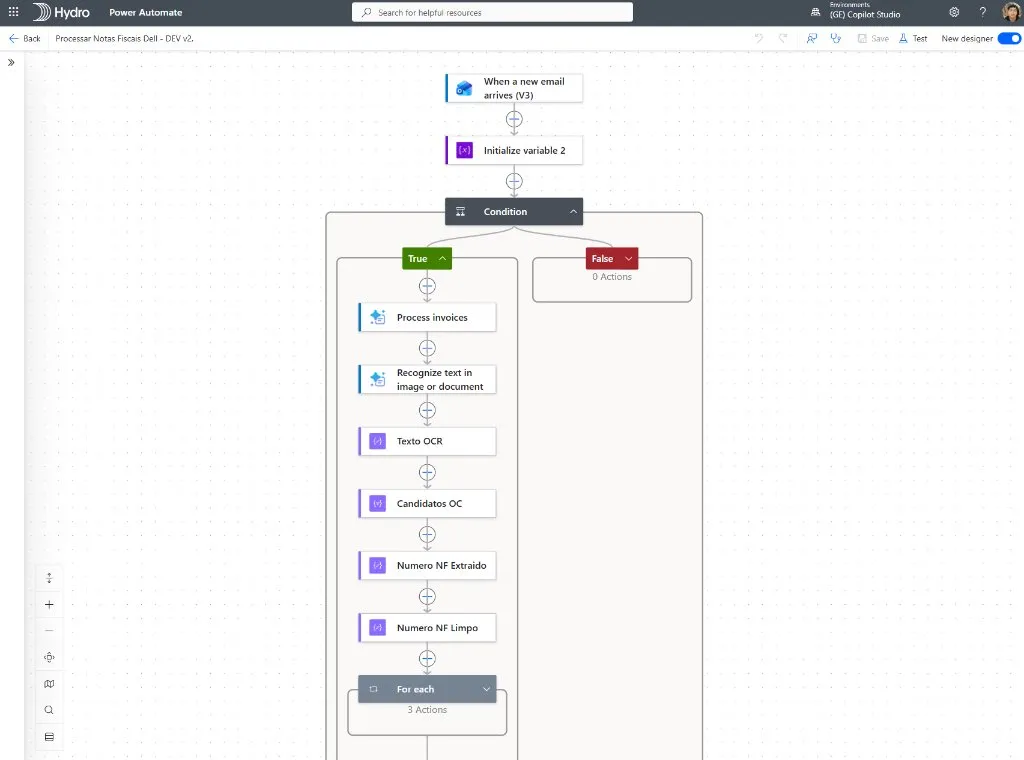 Hydro
Power Automate
Search for helpful resources
Environments
(GE) Copilot Studio
?
Back
Processar Notas Fiscais Dell - DEV v2.
Save
Test
New designer
When a new email
arrives (V3)
Initialize variable 2
Condition
True
False
0 Actions
Process invoices
Recognize text in
image or document
Texto OCR
Candidatos OC
Numero NF Extraido
Numero NF Limpo
For each
3 Actions